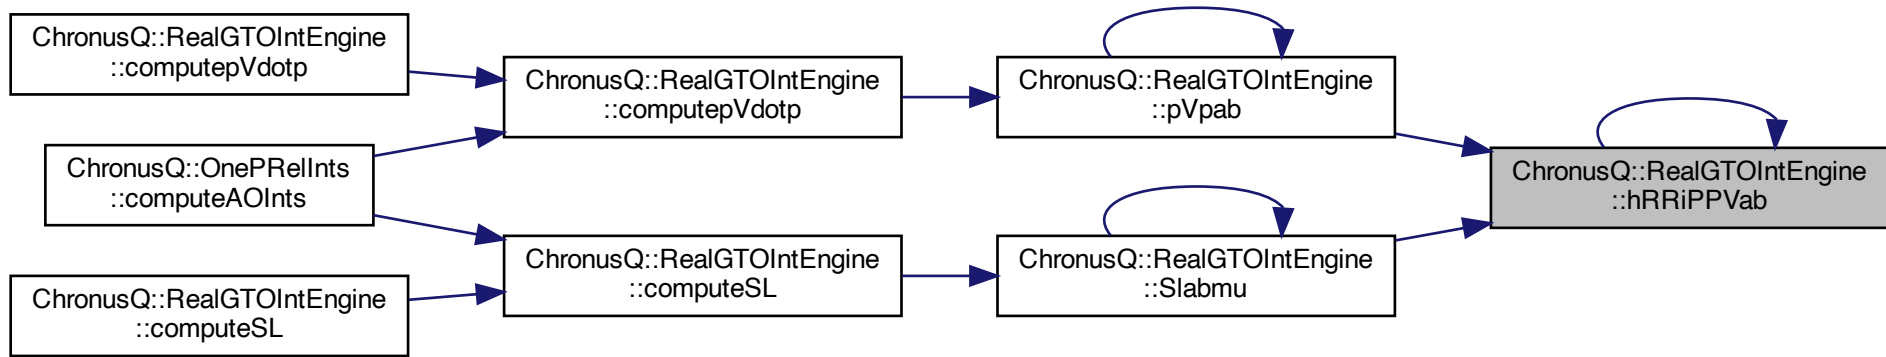 ChronusQ::RealGTOIntEngine
::computepVdotp
ChronusQ::OnePRelInts
::computeAOInts
ChronusQ::RealGTOIntEngine
::computeSL
ChronusQ::RealGTOIntEngine
::computepVdotp
ChronusQ::RealGTOIntEngine
::computeSL
ChronusQ::RealGTOIntEngine
::pVpab
ChronusQ::RealGTOIntEngine
::Slabmu
ChronusQ::RealGTOIntEngine
::hRRiPPVab